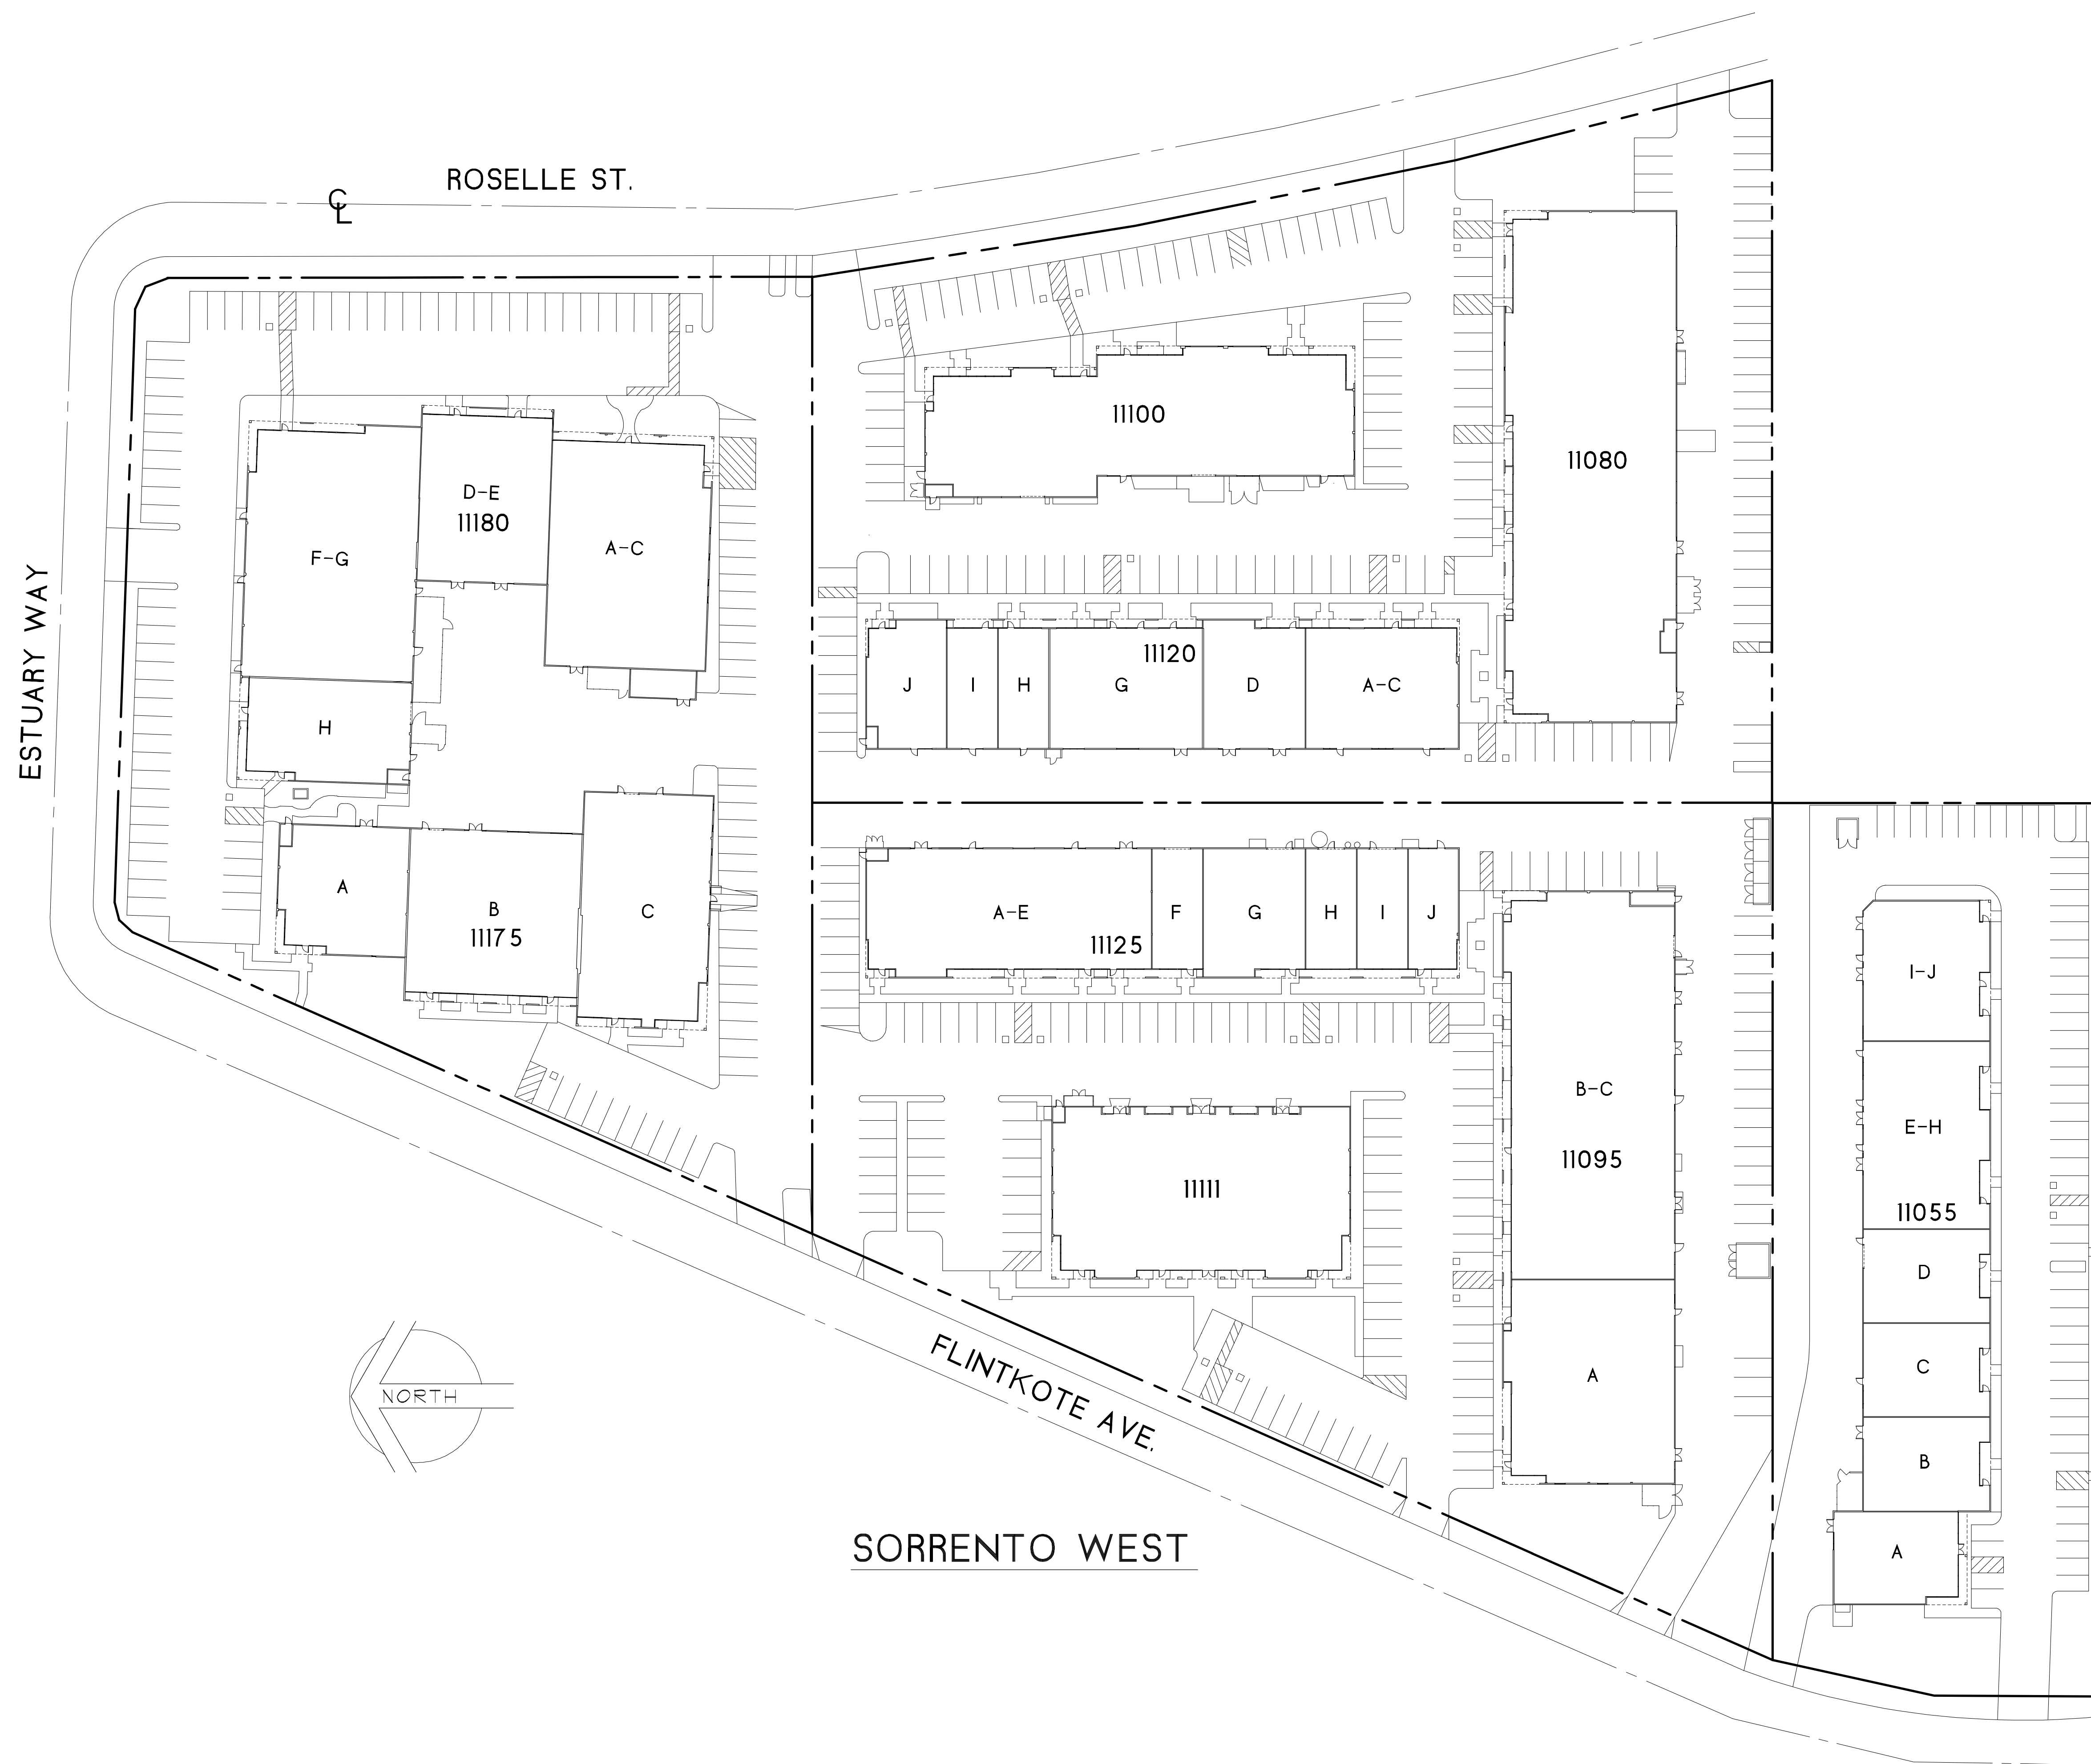 ROSELLE ST.
CL
ESTUARY WAY
11100
11080
D-E
11180
F-G
A-C
H
11120
J
I
H
G
D
A-C
A
B
11175
C
A-E
11125
F
G
H
I
J
I-J
B-C
11095
E-H
11055
11111
D
C
A
B
A
NORTH
FLINTKOTE AVE.
SORRENTO WEST